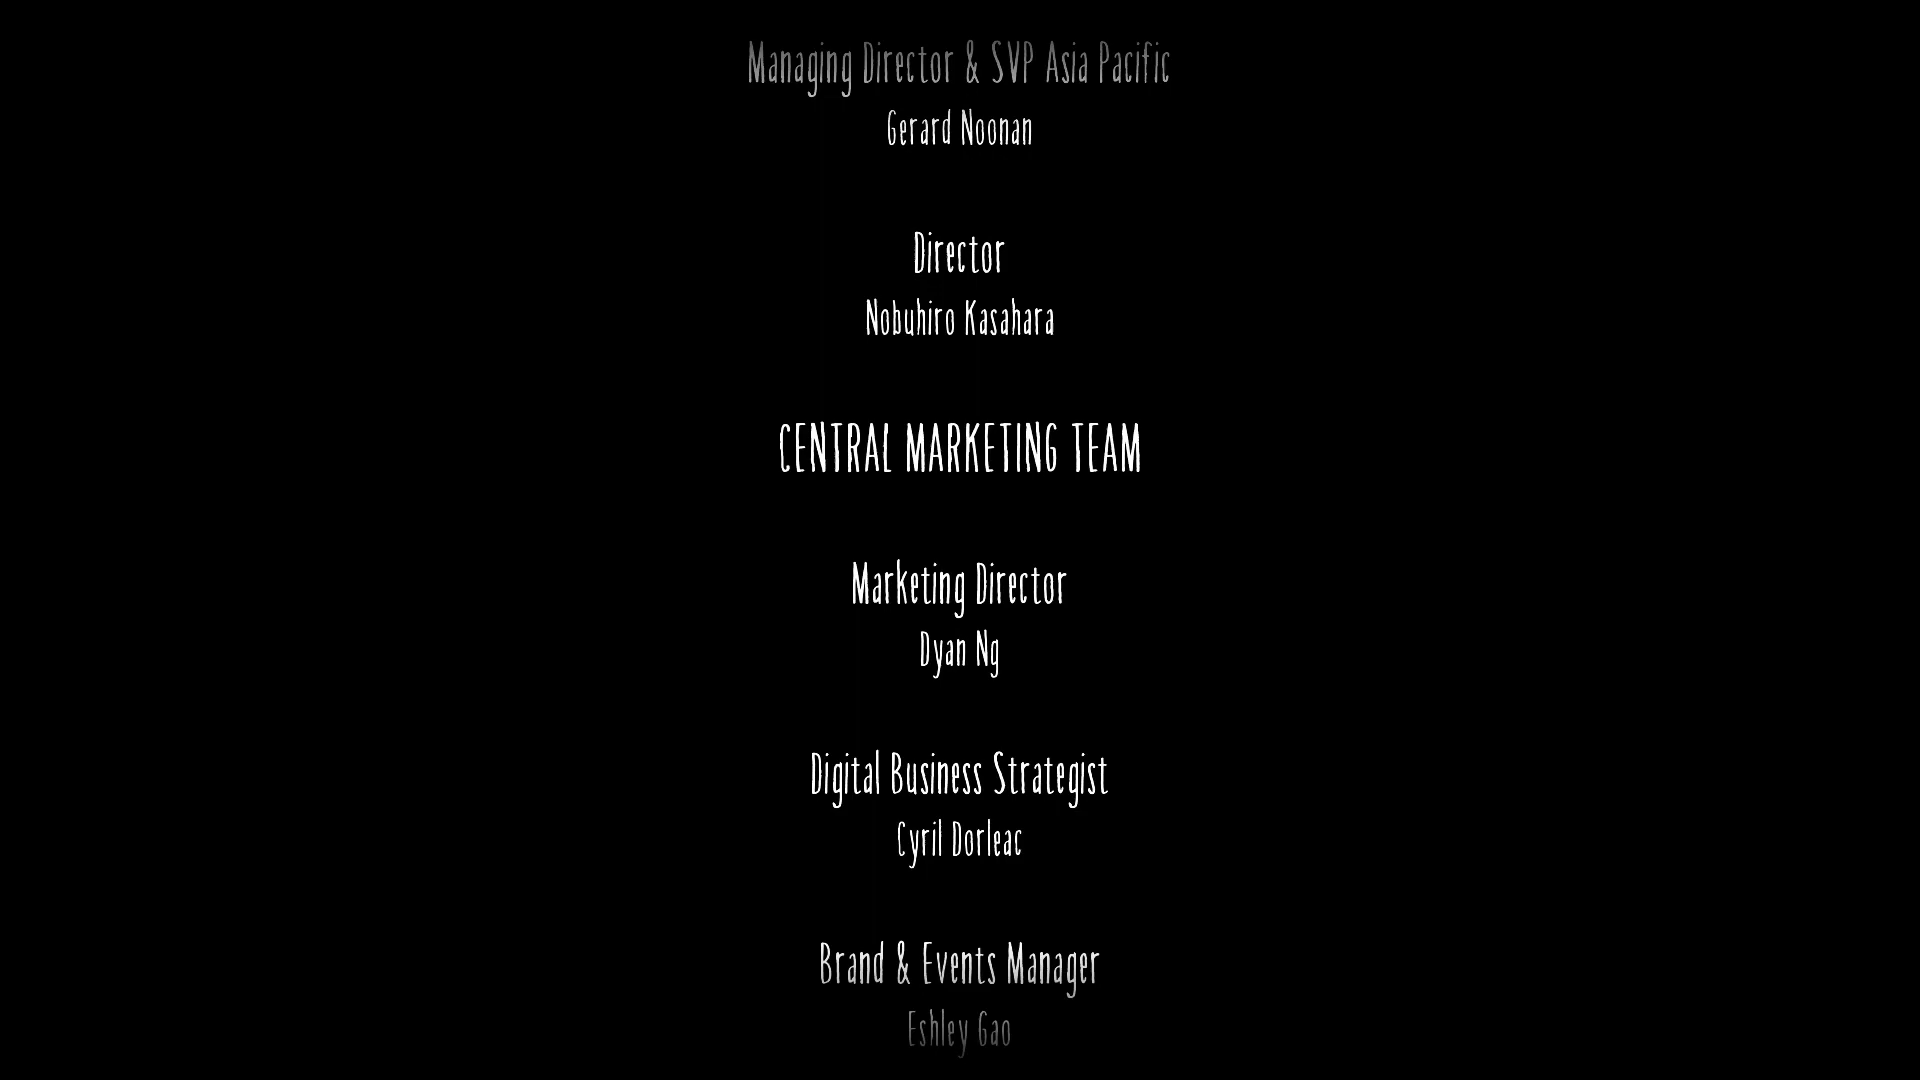 Managing Director & SVP Asia Pacific
Gerard Noonan
Director
Nobuhiro Kasahara
CENTRAL MARKETING TEAM
Marketing Director
Dyan Ng
Digital Business Strategist
Cyril Dorleac
Brand & Events Manager
Eshley Gao